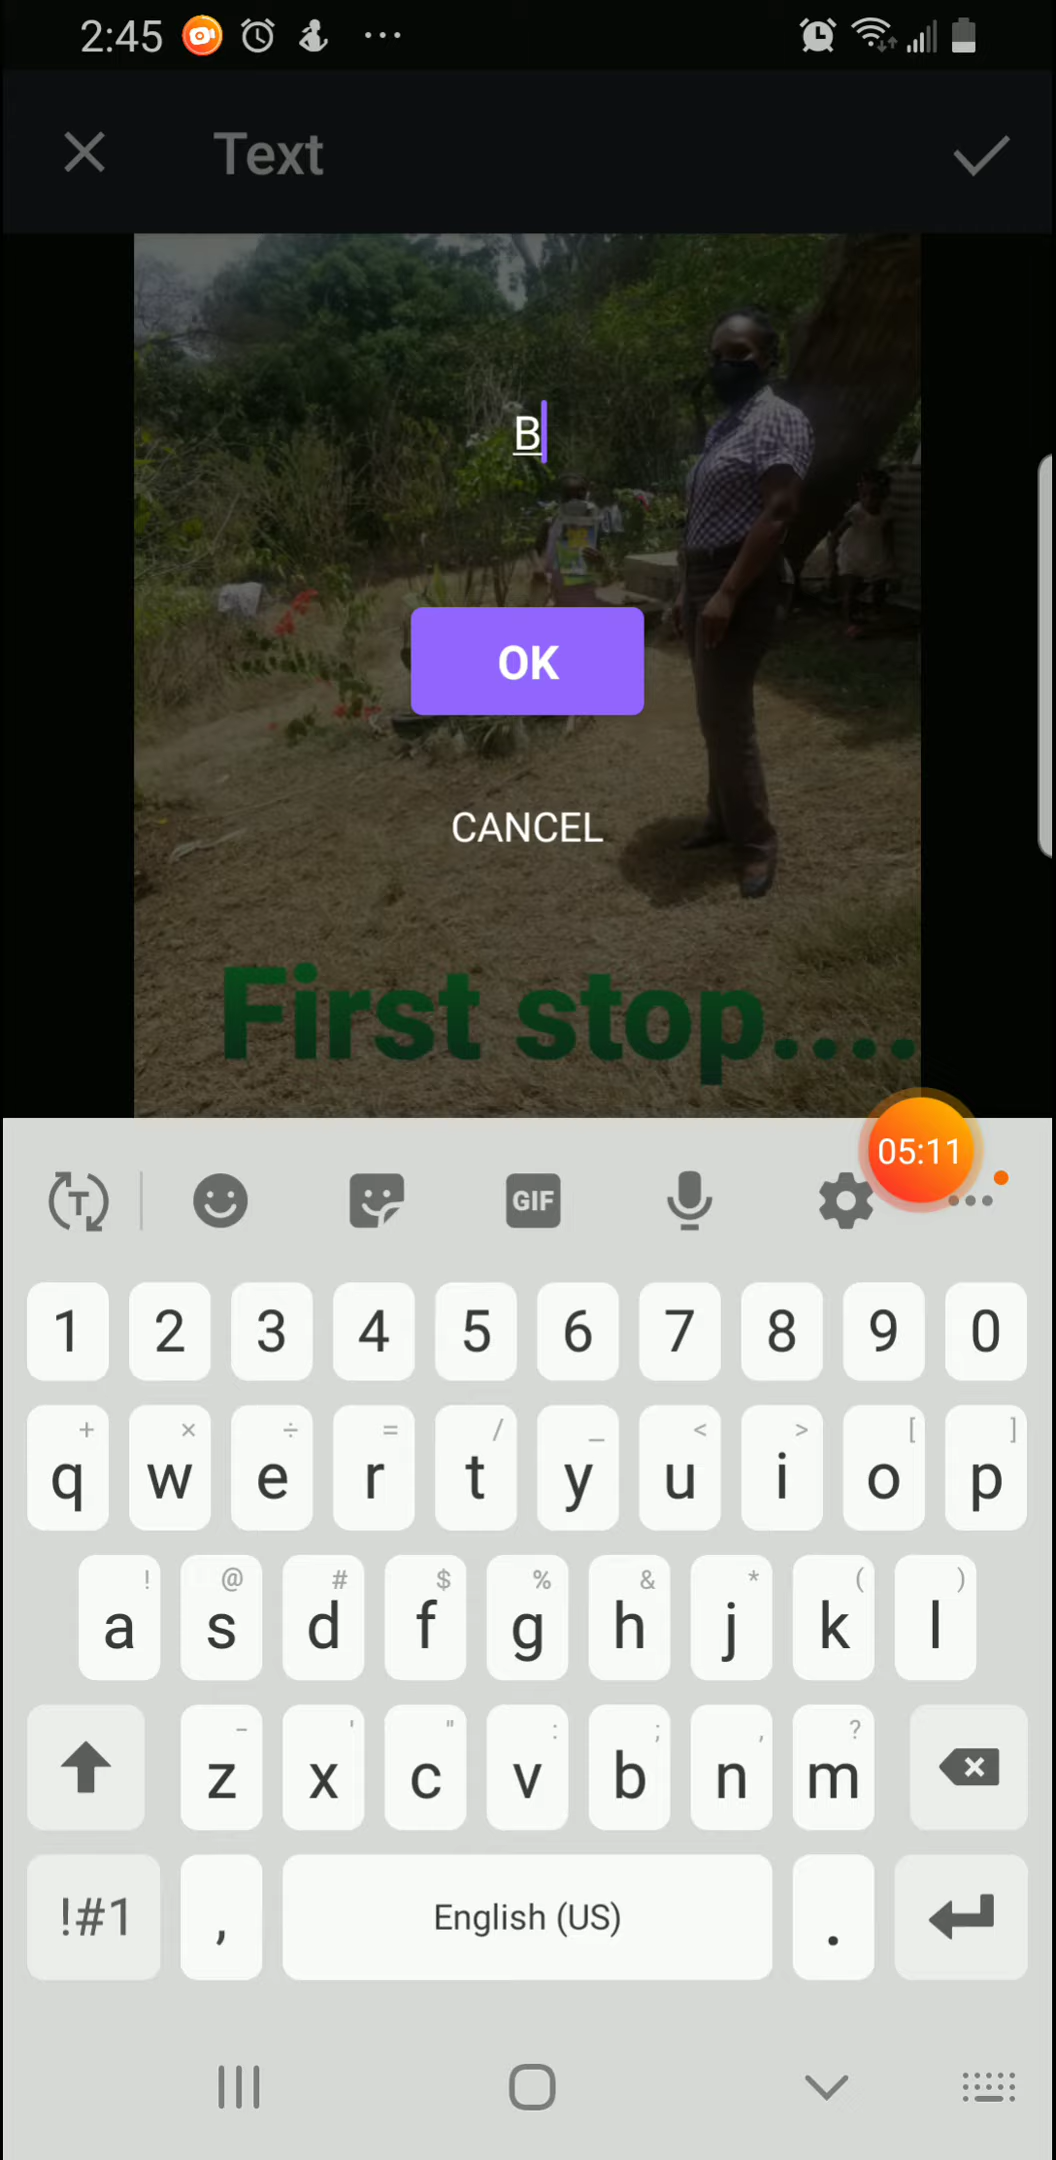 2:45
Text
B
OK
CANCEL
First stop....
05:11
GIF
1 2 3 4 5 6 7 8 9 0
+ × ÷ = / _ < > [ ]
q w e r t y u i o p
! @ # $ % & * ( )
a s d f g h j k l
- ' " : ; , ?
z x c v b n m
!#1 , English (US) .